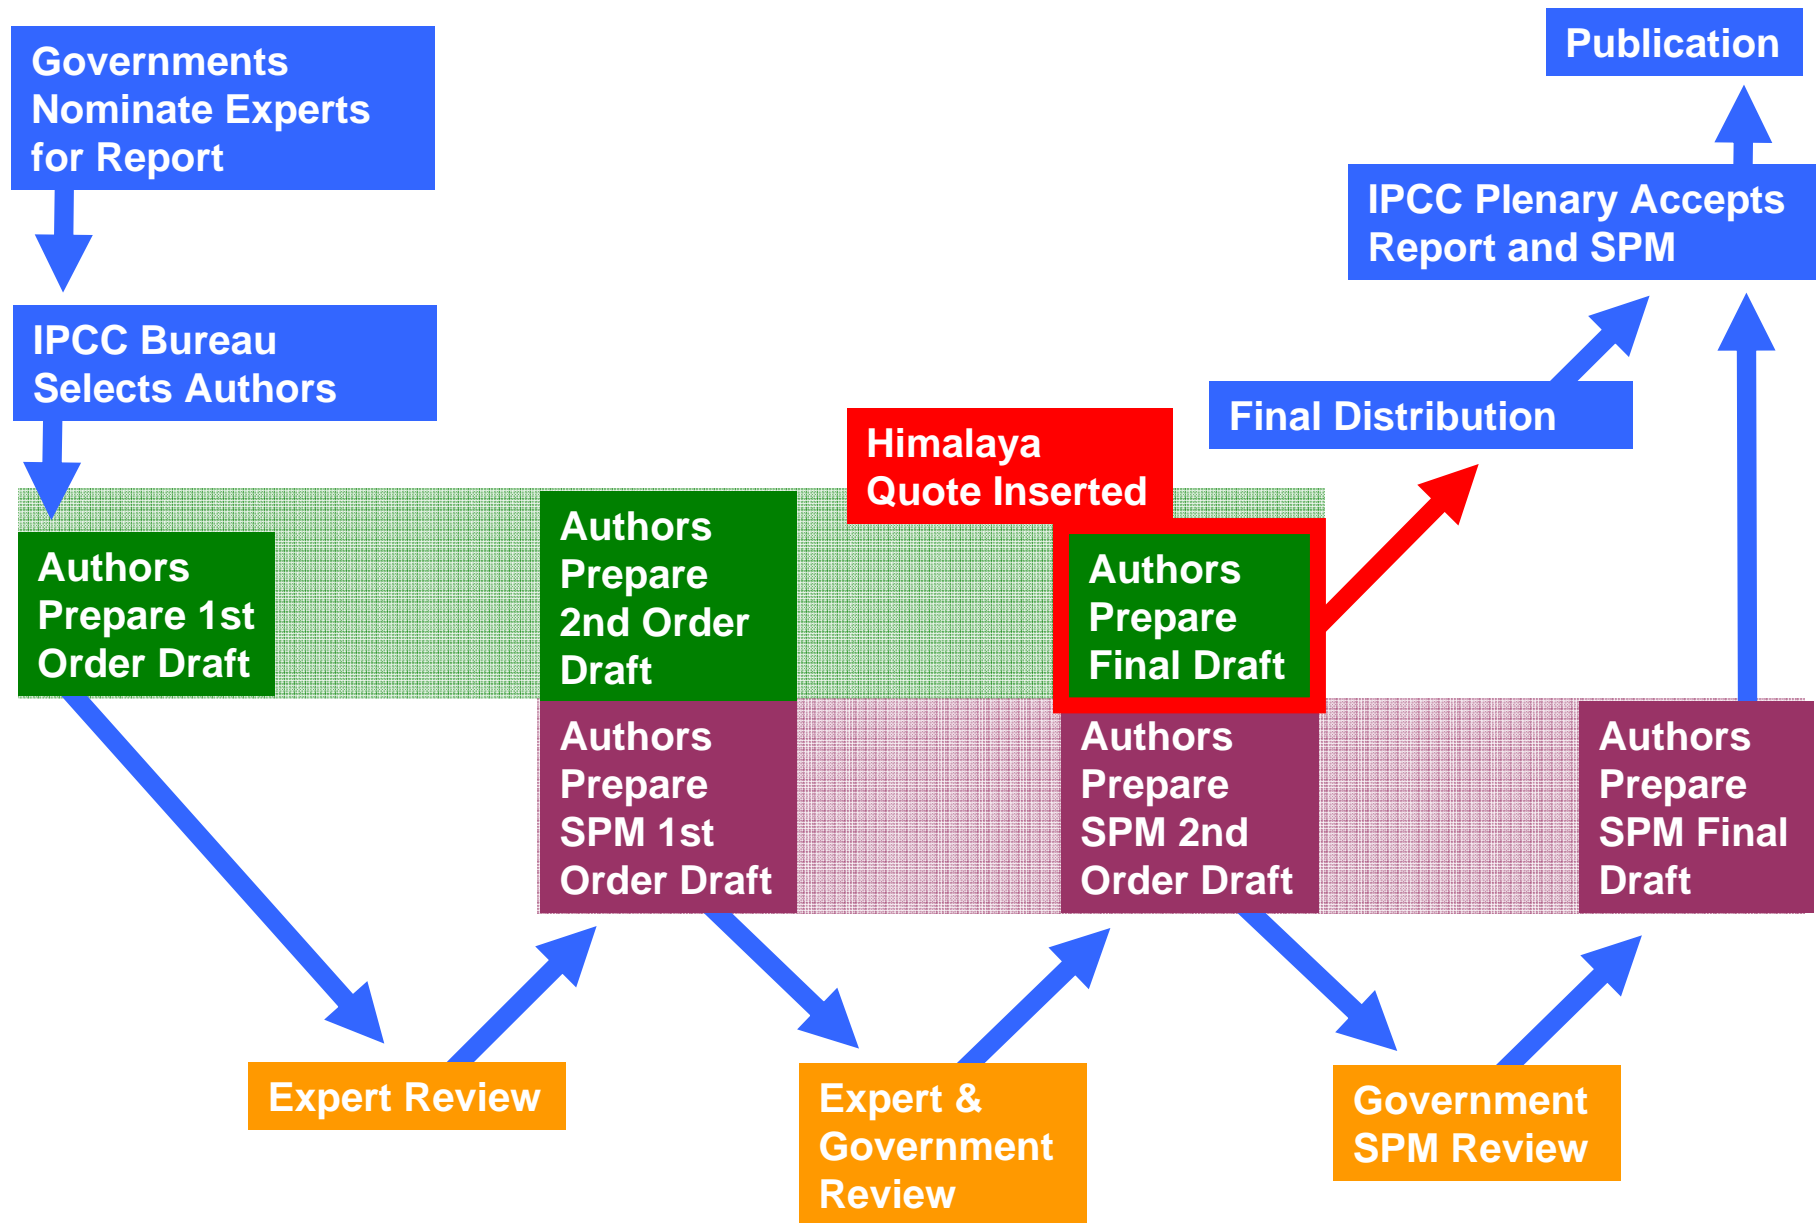 Governments
Nominate Experts
for Report
Publication
IPCC Plenary Accepts
Report and SPM
IPCC Bureau
Selects Authors
Final Distribution
Himalaya
Quote Inserted
Authors
Prepare 1st
Order Draft
Authors
Prepare
2nd Order
Draft
Authors
Prepare
Final Draft
Authors
Prepare
SPM 1st
Order Draft
Authors
Prepare
SPM 2nd
Order Draft
Authors
Prepare
SPM Final
Draft
Expert Review
Expert &
Government
Review
Government
SPM Review